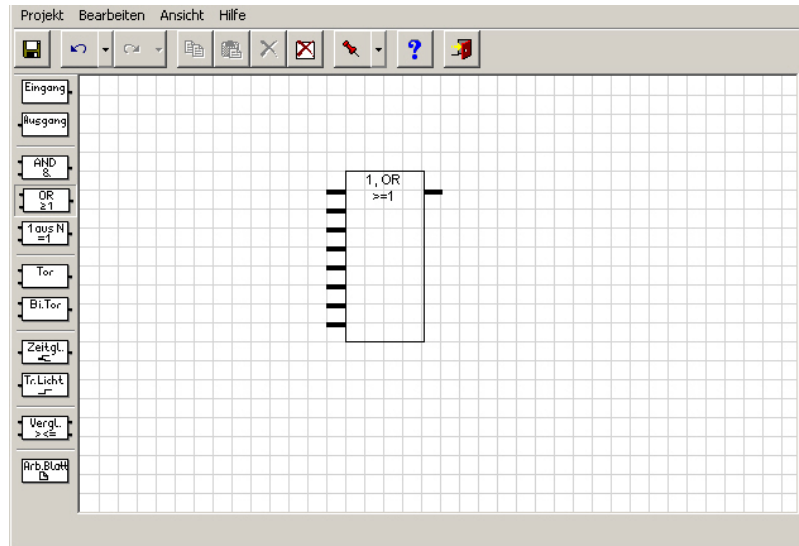 Projekt Bearbeiten Ansicht Hilfe
?
Eingang
Ausgang
AND
&
OR
≥1
1 aus N
=1
Tor
Bi.Tor
Zeitgl.
Tr.Licht
Vergl.
><=
Arb.Blatt
1, OR
>=1